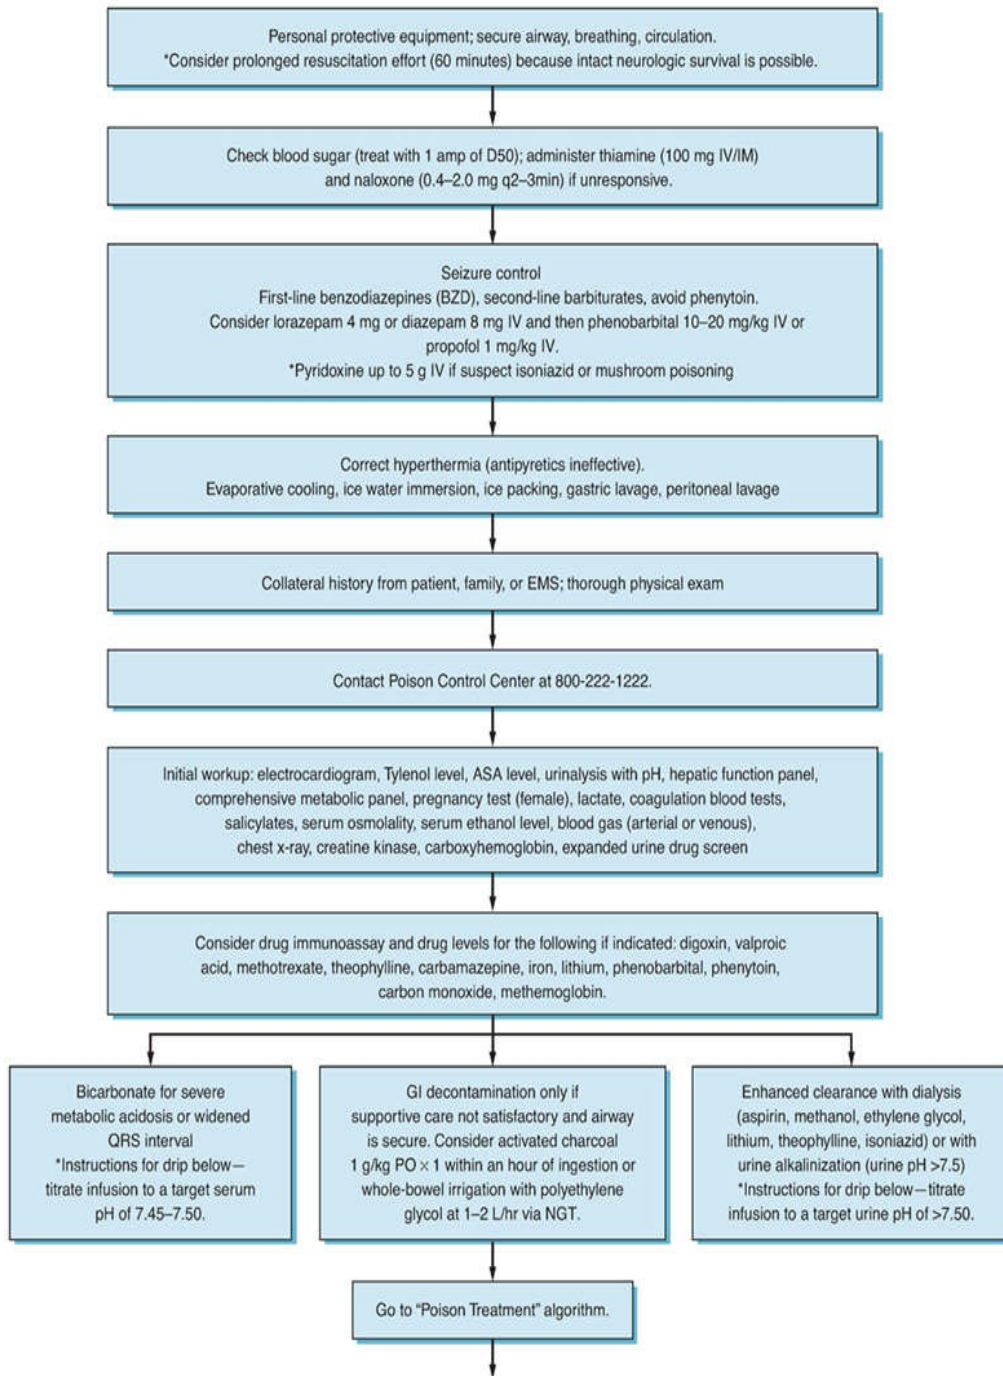 Personal protective equipment; secure airway, breathing, circulation.
*Consider prolonged resuscitation effort (60 minutes) because intact neurologic survival is possible.
Check blood sugar (treat with 1 amp of D50); administer thiamine (100 mg IV/IM)
and naloxone (0.4–2.0 mg q2–3min) if unresponsive.
Seizure control
First-line benzodiazepines (BZD), second-line barbiturates, avoid phenytoin.
Consider lorazepam 4 mg or diazepam 8 mg IV and then phenobarbital 10–20 mg/kg IV or
propofol 1 mg/kg IV.
*Pyridoxine up to 5 g IV if suspect isoniazid or mushroom poisoning
Correct hyperthermia (antipyretics ineffective).
Evaporative cooling, ice water immersion, ice packing, gastric lavage, peritoneal lavage
Collateral history from patient, family, or EMS; thorough physical exam
Contact Poison Control Center at 800-222-1222.
Initial workup: electrocardiogram, Tylenol level, ASA level, urinalysis with pH, hepatic function panel,
comprehensive metabolic panel, pregnancy test (female), lactate, coagulation blood tests,
salicylates, serum osmolality, serum ethanol level, blood gas (arterial or venous),
chest x-ray, creatine kinase, carboxyhemoglobin, expanded urine drug screen
Consider drug immunoassay and drug levels for the following if indicated: digoxin, valproic
acid, methotrexate, theophylline, carbamazepine, iron, lithium, phenobarbital, phenytoin,
carbon monoxide, methemoglobin.
Bicarbonate for severe
metabolic acidosis or widened
QRS interval
*Instructions for drip below—
titrate infusion to a target serum
pH of 7.45–7.50.
GI decontamination only if
supportive care not satisfactory and airway
is secure. Consider activated charcoal
1 g/kg PO × 1 within an hour of ingestion or
whole-bowel irrigation with polyethylene
glycol at 1–2 L/hr via NGT.
Enhanced clearance with dialysis
(aspirin, methanol, ethylene glycol,
lithium, theophylline, isoniazid) or with
urine alkalinization (urine pH >7.5)
*Instructions for drip below—titrate
infusion to a target urine pH of >7.50.
Go to “Poison Treatment” algorithm.